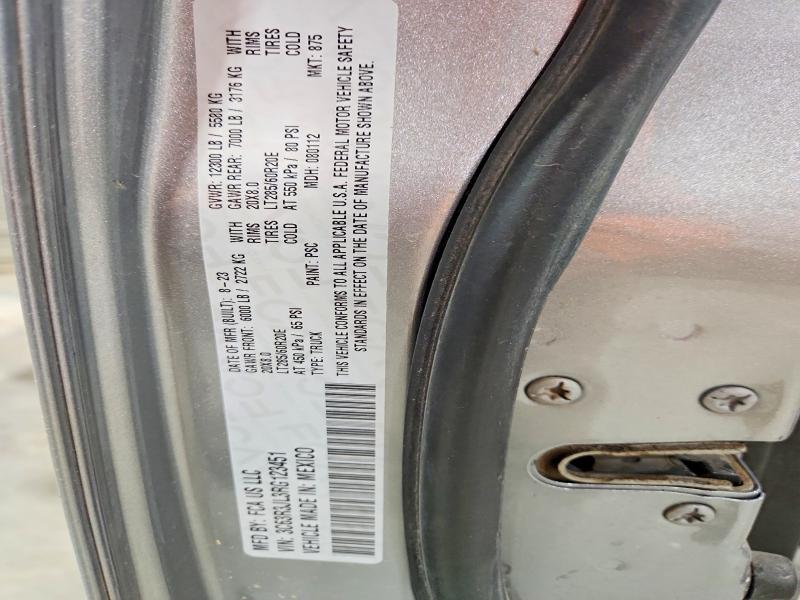 MFD BY: FCA US LLC
DATE OF MFR (BUILT): 8-23
GVWR: 12300 LB / 5580 KG
GAWR FRONT: 6000 LB / 2722 KG WITH
GAWR REAR: 7000 LB / 3176 KG WITH
20X8.0 RIMS
20X8.0 RIMS
LT285/60R20E TIRES
LT285/60R20E TIRES
AT 450 kPa / 65 PSI COLD
AT 550 kPa / 80 PSI COLD
VIN: 3C63R3JL3RG123451
TYPE: TRUCK
PAINT: PSC
MDH: 080112
MKT: 875
VEHICLE MADE IN: MEXICO
THIS VEHICLE CONFORMS TO ALL APPLICABLE U.S.A. FEDERAL MOTOR VEHICLE SAFETY
STANDARDS IN EFFECT ON THE DATE OF MANUFACTURE SHOWN ABOVE.